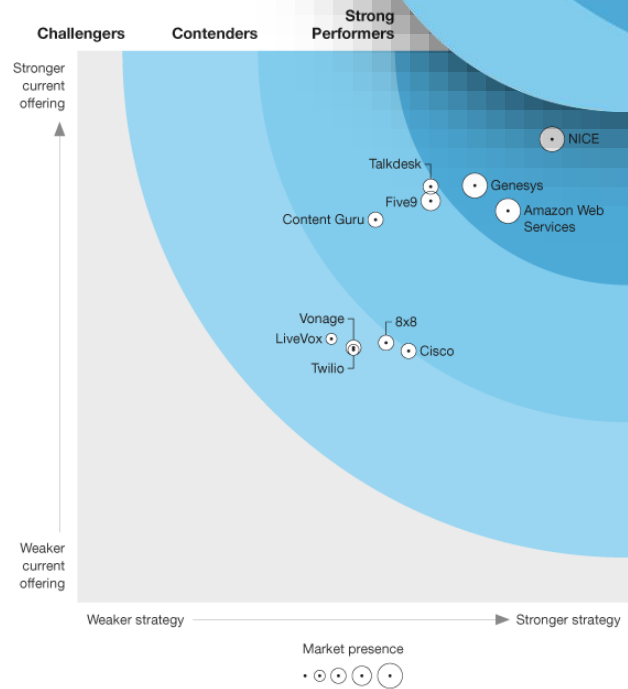 Challengers
Contenders
Strong
Performers
Stronger
current
offering
NICE
Talkdesk
Genesys
Five9
Amazon Web
Services
Content Guru
Vonage
8x8
LiveVox
Cisco
Twilio
Weaker
current
offering
Weaker strategy
Stronger strategy
Market presence